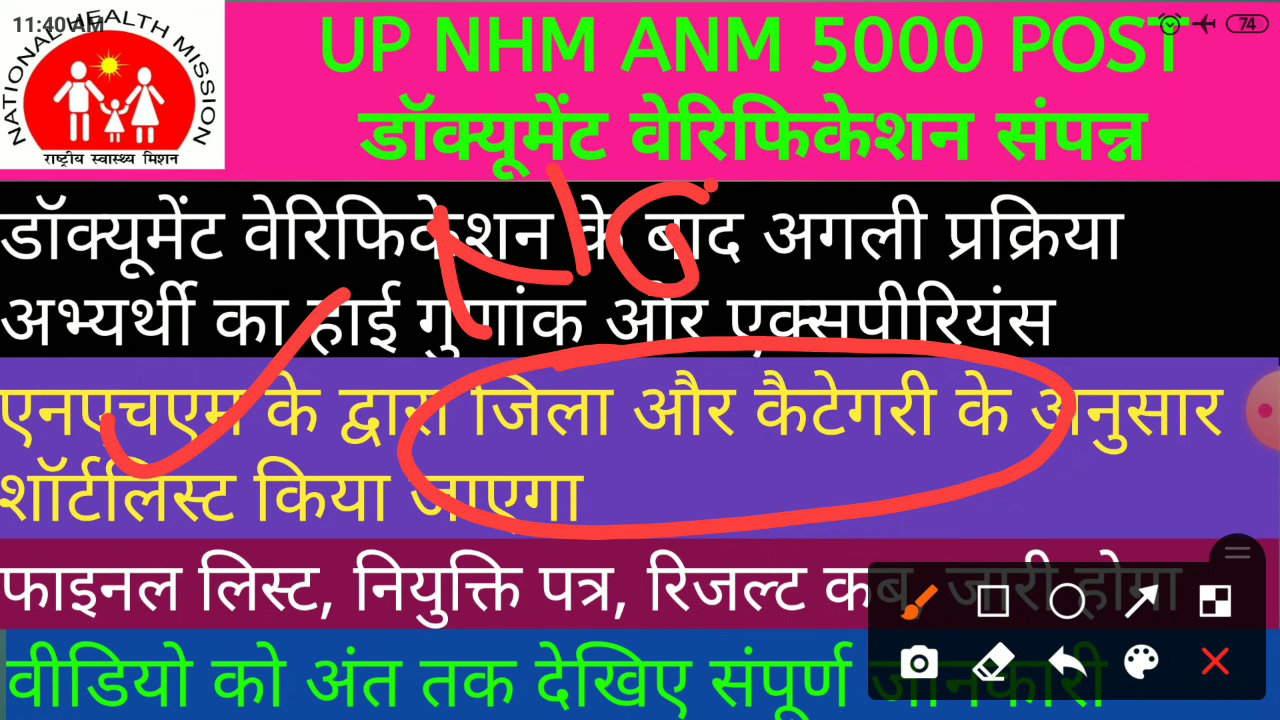 11:40 AM
74
NATIONAL HEALTH MISSION
राष्ट्रीय स्वास्थ्य मिशन
UP NHM ANM 5000 POST
डॉक्यूमेंट वेरिफिकेशन संपन्न
डॉक्यूमेंट वेरिफिकेशन के बाद अगली प्रक्रिया
अभ्यर्थी का हाई गुणांक और एक्सपीरियंस
एनएचएम के द्वारा जिला और कैटेगरी के अनुसार
शॉर्टलिस्ट किया जाएगा
फाइनल लिस्ट, नियुक्ति पत्र, रिजल्ट कब, जारी होगा
वीडियो को अंत तक देखिए संपूर्ण जानकारी